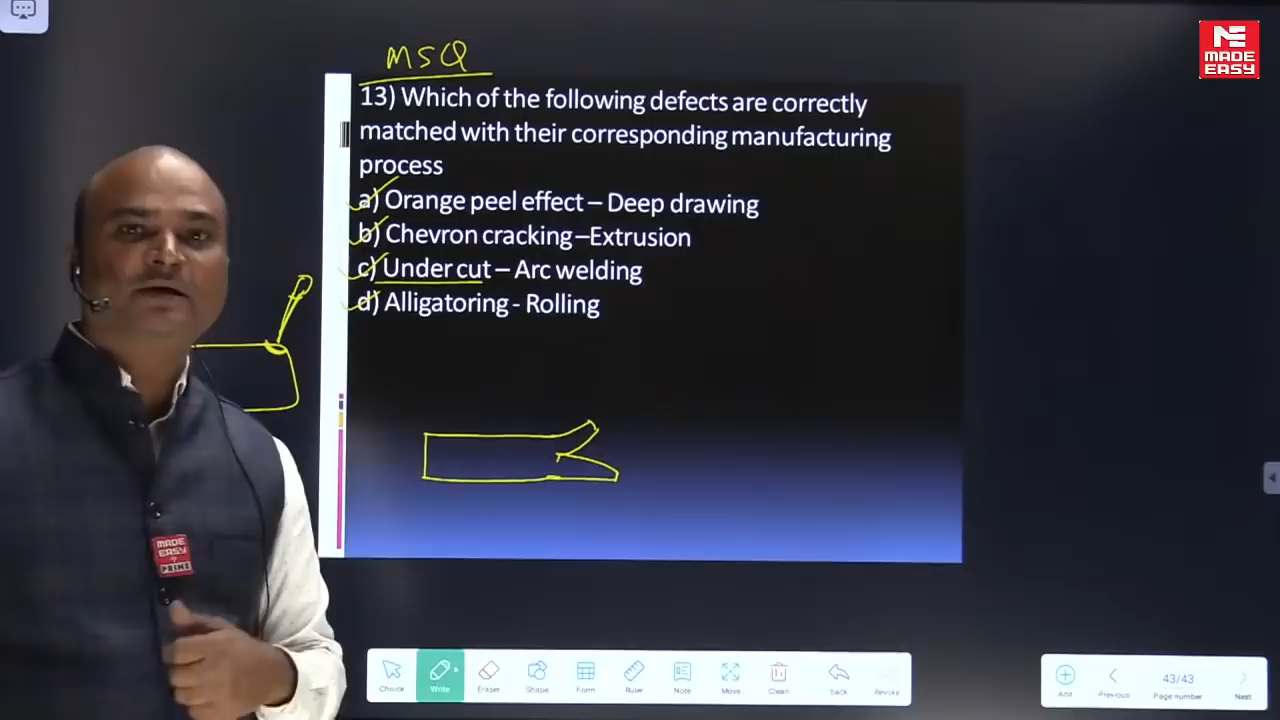 MSQ
13) Which of the following defects are correctly
matched with their corresponding manufacturing
process
a) Orange peel effect – Deep drawing
b) Chevron cracking –Extrusion
c) Under cut – Arc welding
d) Alligatoring - Rolling
ME
MADE
EASY
MADE
EASY
PRIME
Choice
Write
Eraser
Shape
Form
Ruler
Note
Move
Clean
back
Revoke
Add
Previous
43/43
Page number
Next